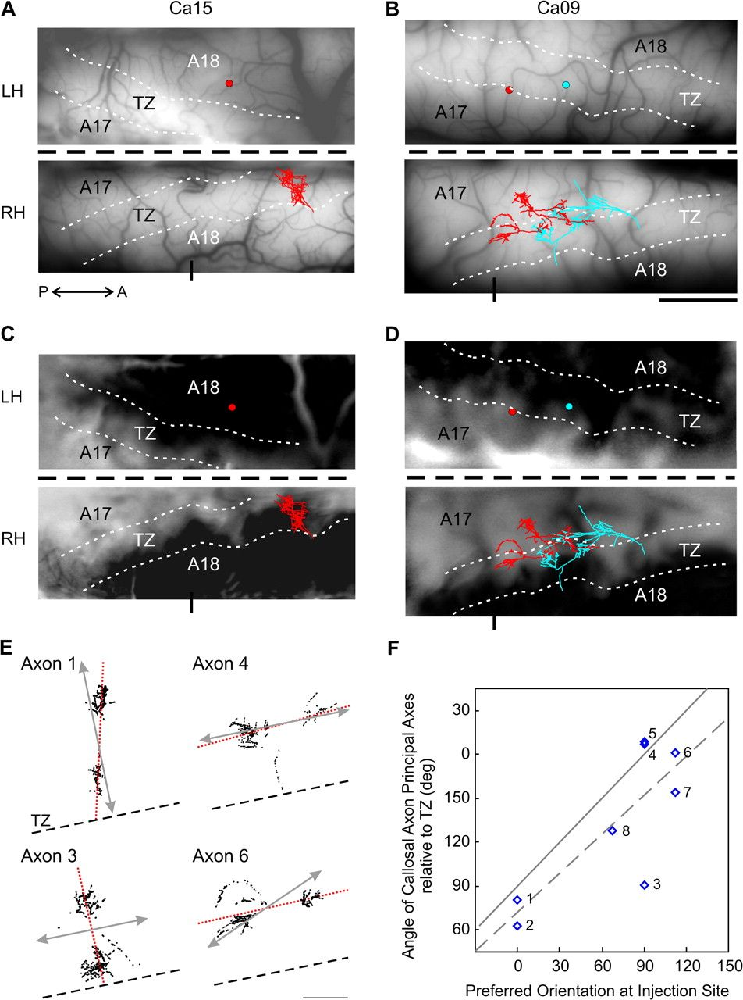 A
Ca15
B
Ca09
LH
A18
TZ
A17
A18
A17
TZ
RH
A17
TZ
A18
A17
TZ
A18
P A
C
D
LH
A18
TZ
A17
A18
A17
TZ
RH
A17
TZ
A18
A17
TZ
A18
E
Axon 1
Axon 4
TZ
Axon 3
Axon 6
F
Angle of Callosal Axon Principal Axes
relative to TZ (deg)
30
0
150
120
90
60
5
4
6
7
8
3
1
2
0 30 60 90 120 150
Preferred Orientation at Injection Site